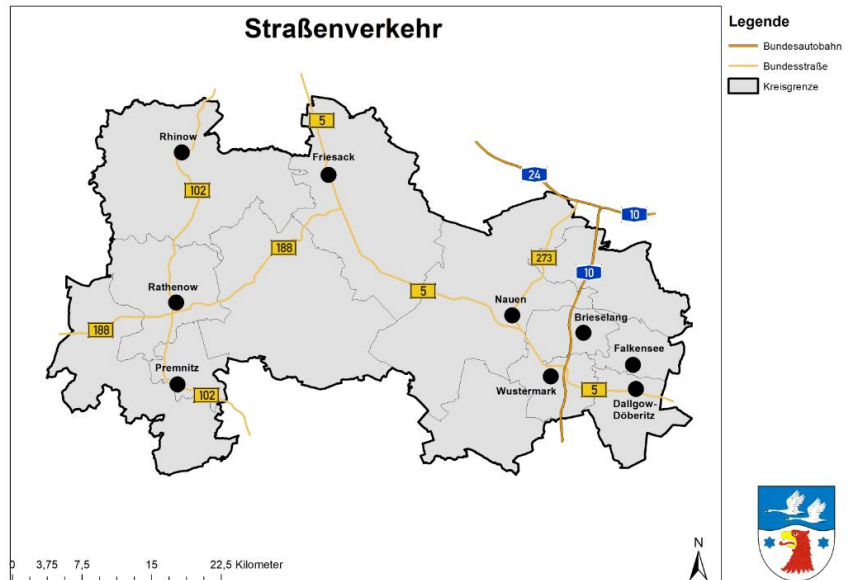 Straßenverkehr
Legende
Bundesautobahn
Bundesstraße
Kreisgrenze
5
Rhinow
Friesack
24
102
10
188
273
10
5
Rathenow
Nauen
188
Brieselang
Falkensee
Premnitz
Wustermark
5
102
Dallgow-
Döberitz
N
0 3,75 7,5 15 22,5 Kilometer